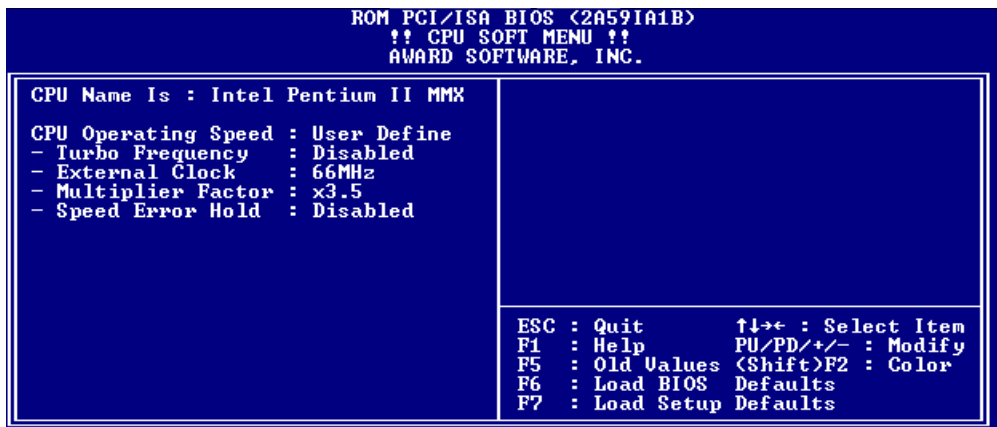 ROM PCI/ISA BIOS (2A59IA1B)
!! CPU SOFT MENU !!
AWARD SOFTWARE, INC.
CPU Name Is : Intel Pentium II MMX
CPU Operating Speed : User Define
- Turbo Frequency : Disabled
- External Clock : 66MHz
- Multiplier Factor : x3.5
- Speed Error Hold : Disabled
ESC : Quit ↑↓→← : Select Item
F1 : Help PU/PD/+/- : Modify
F5 : Old Values (Shift)F2 : Color
F6 : Load BIOS Defaults
F7 : Load Setup Defaults